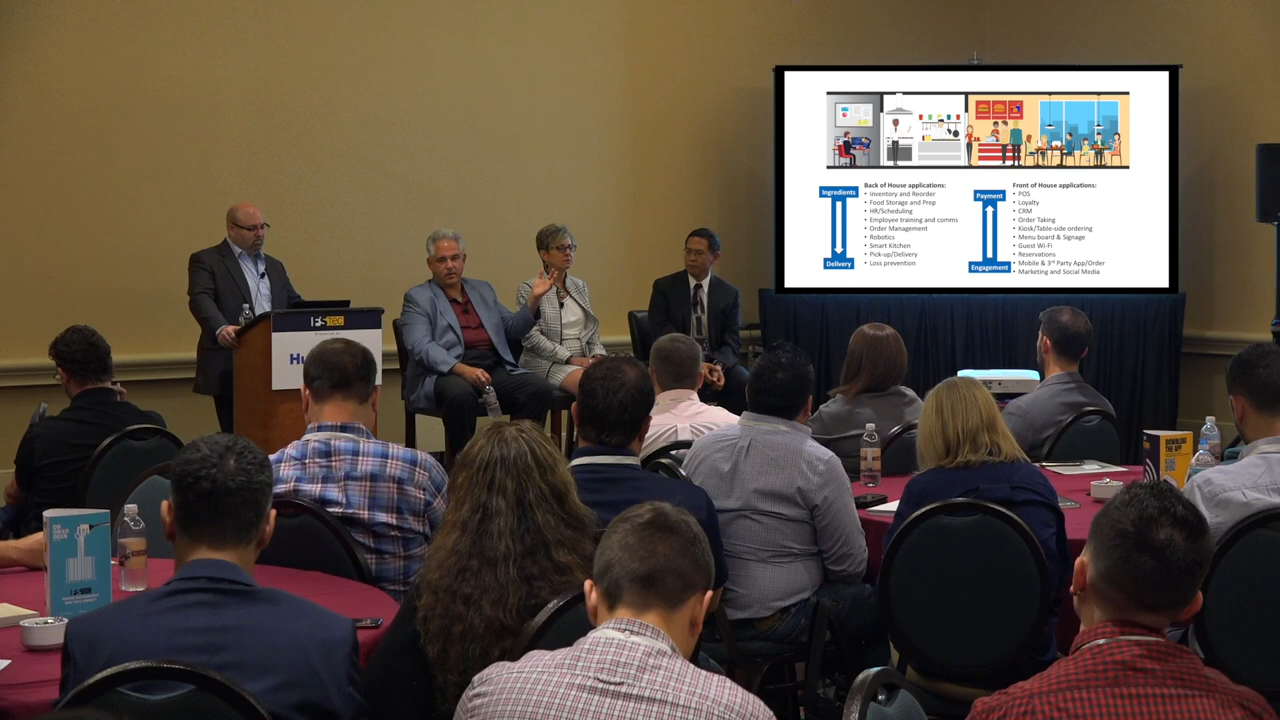 Ingredients
Delivery
Back of House applications:
• Inventory and Reorder
• Food Storage and Prep
• HR/Scheduling
• Employee training and comms
• Order Management
• Robotics
• Smart Kitchen
• Pick-up/Delivery
• Loss prevention
Payment
Engagement
Front of House applications:
• POS
• Loyalty
• CRM
• Order Taking
• Kiosk/Table-side ordering
• Menu board & Signage
• Guest Wi-Fi
• Reservations
• Mobile & 3rd Party App/Order
• Marketing and Social Media
FSTEC
DOWNLOAD
THE APP